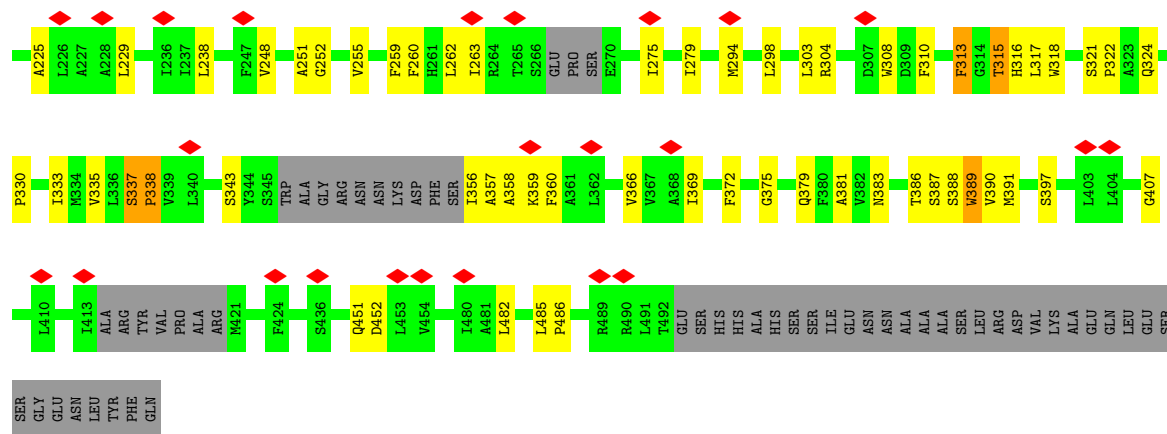 A225 L226 A227 A228 L229 I236 I237 L238 F247 V248 A251 G252 V255 F259 F260 H261 L262 I263 R264 T265 S266 GLU PRO SER E270 I275 I279 M294 L298 L303 R304 D307 W308 D309 F310 F313 G314 T315 H316 L317 W318 S321 P322 A323 Q324
P330 I333 M334 V335 L336 S337 P338 V339 L340 S343 Y344 S345 TRP ALA GLY ARG ASN ASN LYS ASP PHE SER I356 A357 A358 K359 F360 A361 L362 V366 V367 A368 I369 F372 G375 Q379 F380 A381 V382 N383 T386 S387 S388 W389 V390 M391 S397 L403 L404 G407
L410 I413 ALA ARG TYR VAL PRO ALA ARG M421 F424 S436 Q451 D452 L453 V454 I480 A481 L482 L485 P486 R489 R490 L491 T492 GLU SER HIS HIS ALA HIS SER SER ILE GLU ASN ASN ALA ALA ALA SER LEU ARG ASP VAL LYS ALA GLU GLN LEU GLU SER
SER GLY GLU ASN LEU TYR PHE GLN